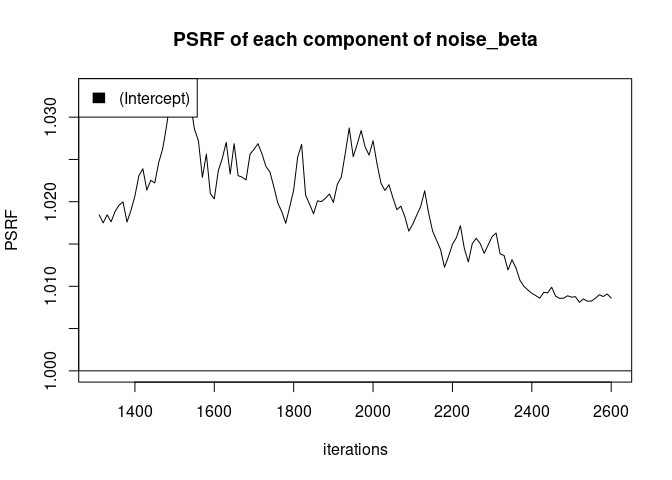 PSRF of each component of noise_beta
(Intercept)
PSRF
1.030
1.020
1.010
1.000
1400 1600 1800 2000 2200 2400 2600
iterations